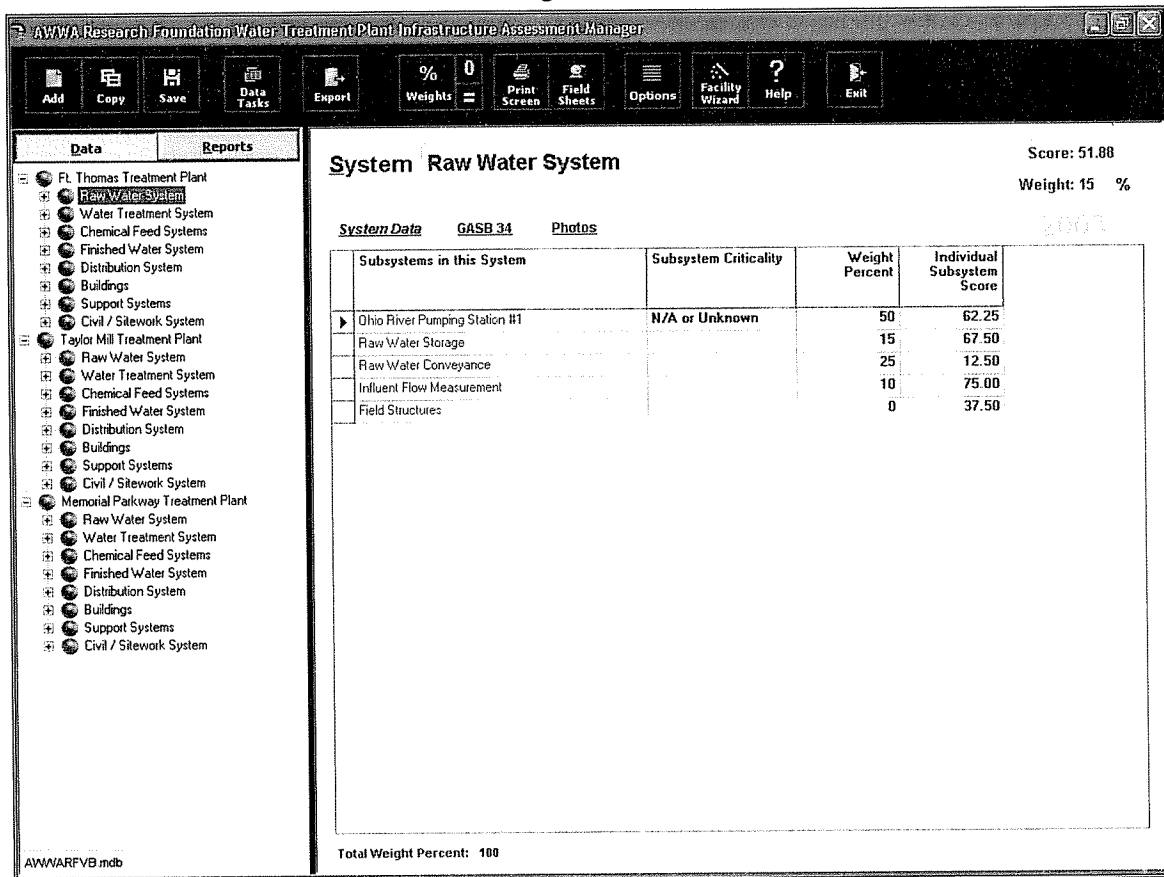 AWWA Research Foundation Water Treatment Plant Infrastructure Assessment Manager
Add Copy Save Data Tasks Export % Weights 0 = Print Screen Field Sheets Options Facility Wizard ? Help Exit
Data Reports
Ft. Thomas Treatment Plant
Raw Water System
Water Treatment System
Chemical Feed Systems
Finished Water System
Distribution System
Buildings
Support Systems
Civil / Sitework System
Taylor Mill Treatment Plant
Raw Water System
Water Treatment System
Chemical Feed Systems
Finished Water System
Distribution System
Buildings
Support Systems
Civil / Sitework System
Memorial Parkway Treatment Plant
Raw Water System
Water Treatment System
Chemical Feed Systems
Finished Water System
Distribution System
Buildings
Support Systems
Civil / Sitework System
AWWARFVB.mdb
System Raw Water System
Score: 51.88
Weight: 15 %
System Data GASB 34 Photos
Subsystems in this System Subsystem Criticality Weight Percent Individual Subsystem Score
Ohio River Pumping Station #1 N/A or Unknown 50 62.25
Raw Water Storage 15 67.50
Raw Water Conveyance 25 12.50
Influent Flow Measurement 10 75.00
Field Structures 0 37.50
Total Weight Percent: 100